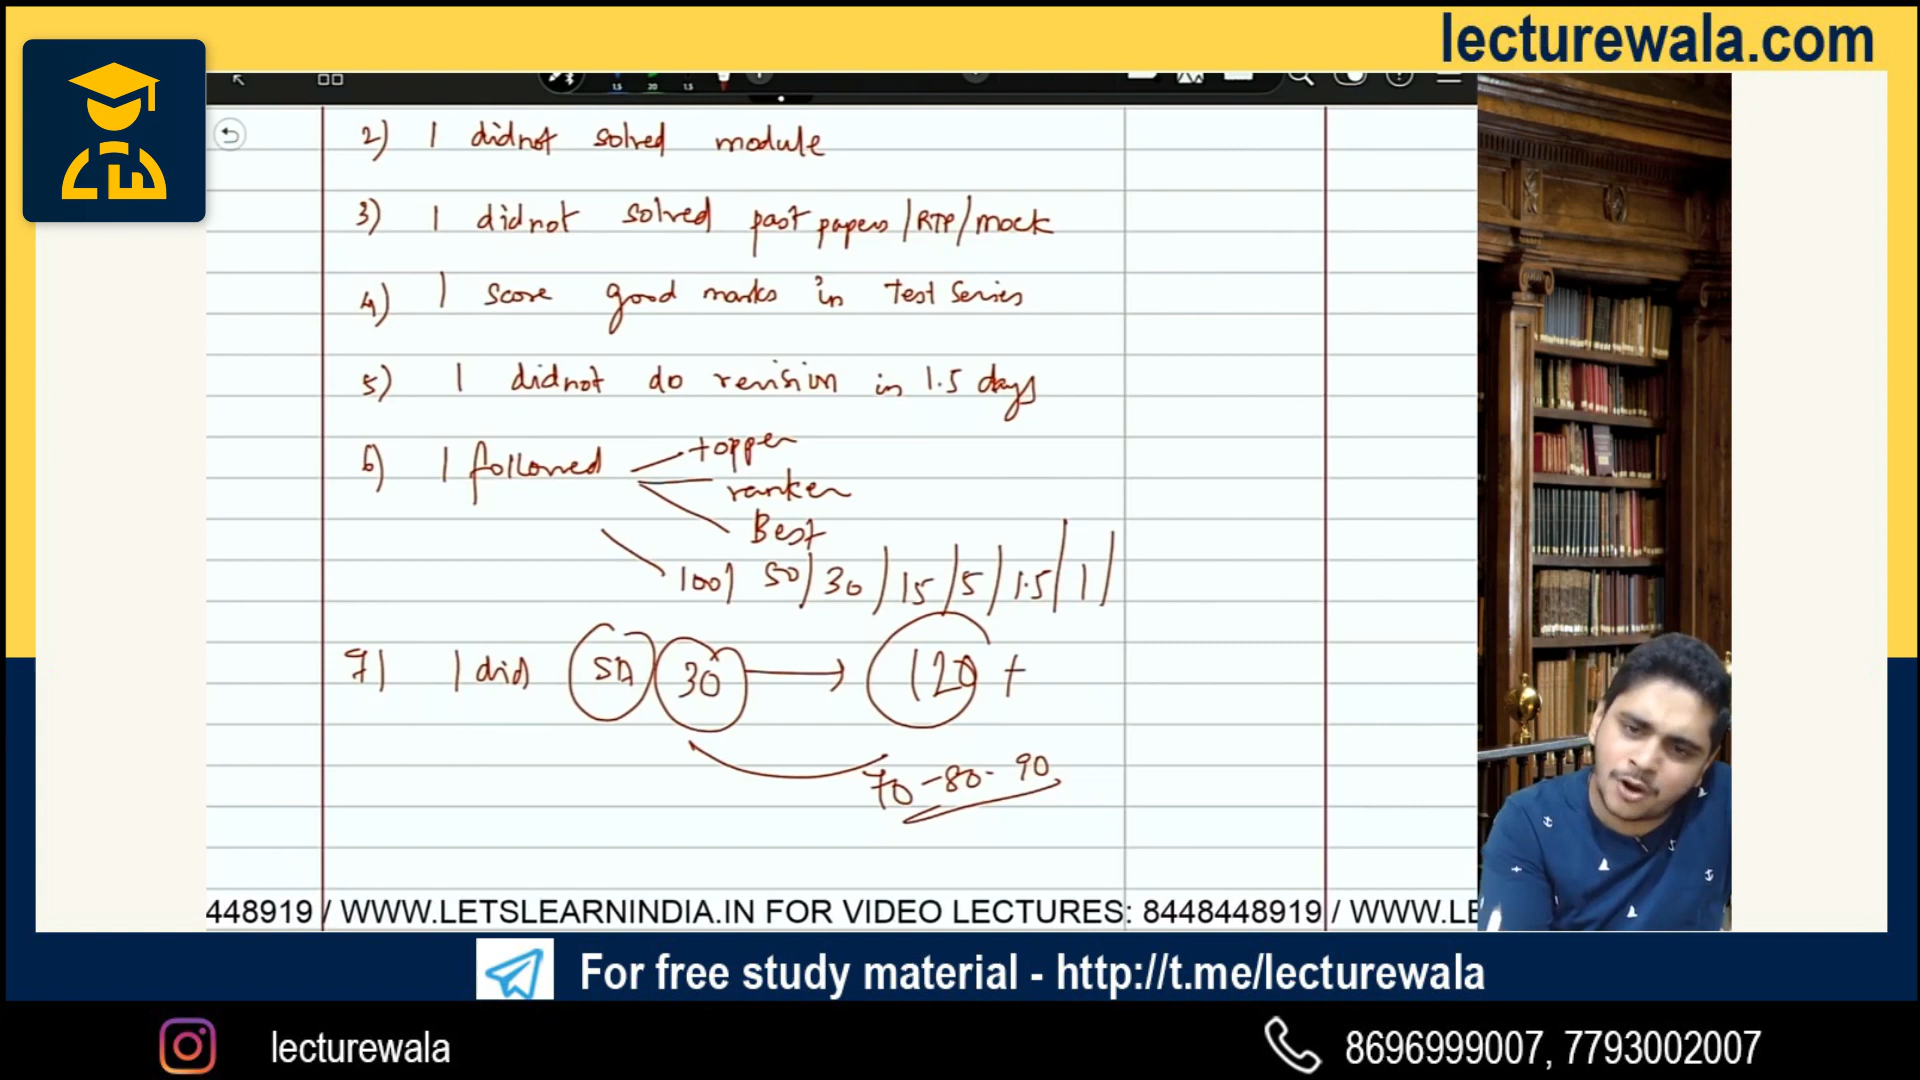 lecturewala.com
2) I didnot solved module
3) I didnot solved past papers / RTP / mock
4) I score good marks in Test Series
5) I didnot do revision in 1.5 days
6) I followed
topper
ranker
Best
100 / 50 / 30 / 15 / 5 / 1.5 / 1 /
7) I did SA 30 → 120 +
70 - 80 - 90
448919 / WWW.LETSLEARNINDIA.IN FOR VIDEO LECTURES: 8448448919 / WWW.LE
For free study material - http://t.me/lecturewala
lecturewala
8696999007, 7793002007